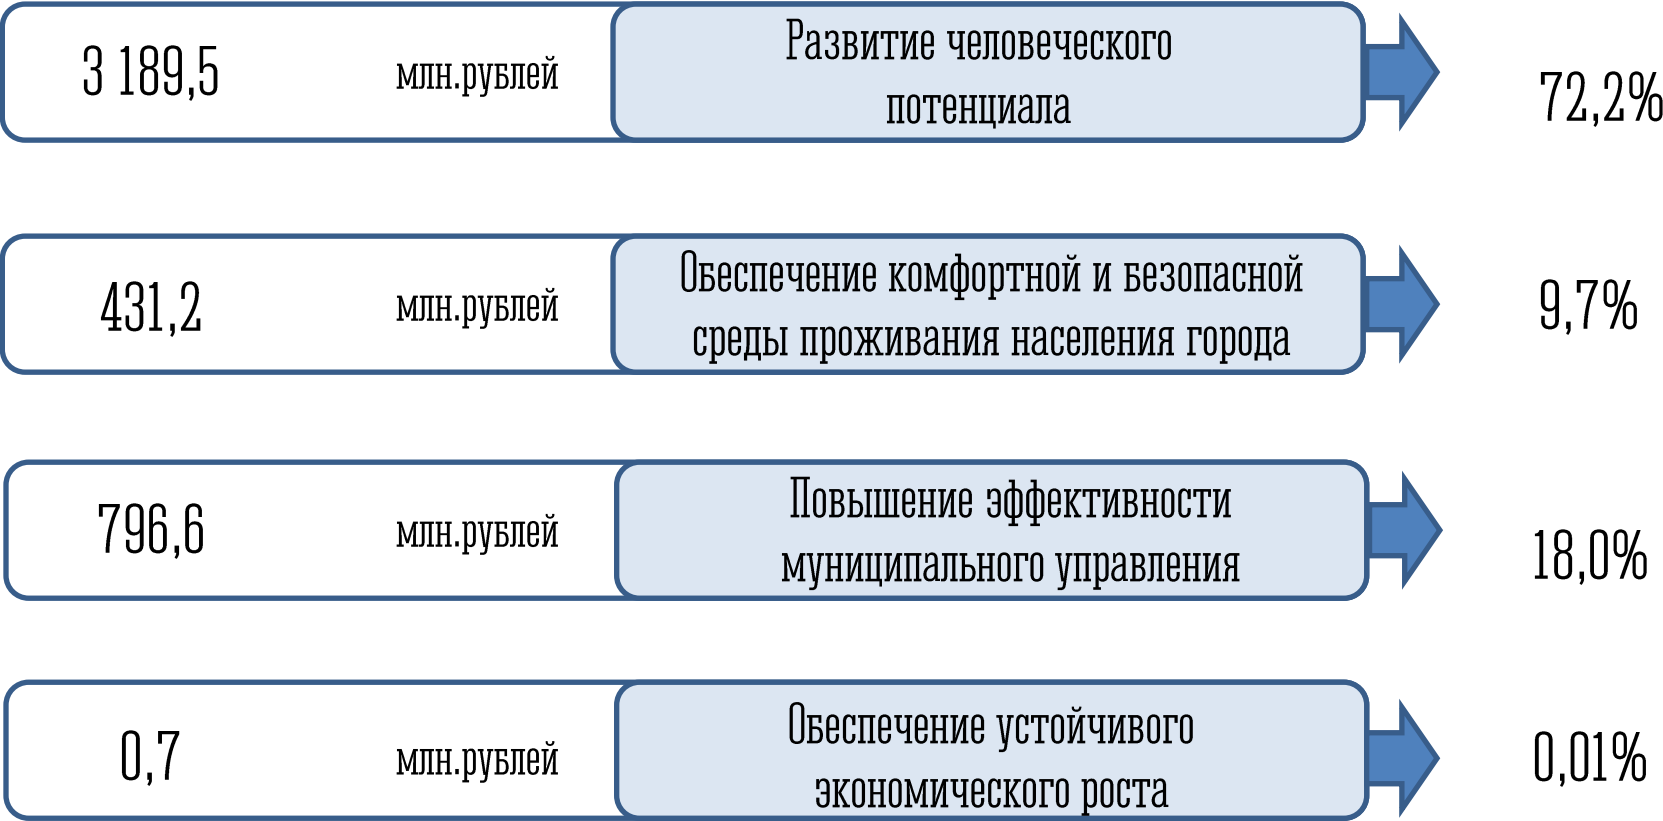 3 189,5 млн.рублей Развитие человеческого
потенциала
72,2%
431,2 млн.рублей Обеспечение комфортной и безопасной
среды проживания населения города
9,7%
796,6 млн.рублей Повышение эффективности
муниципального управления
18,0%
0,7 млн.рублей Обеспечение устойчивого
экономического роста
0,01%